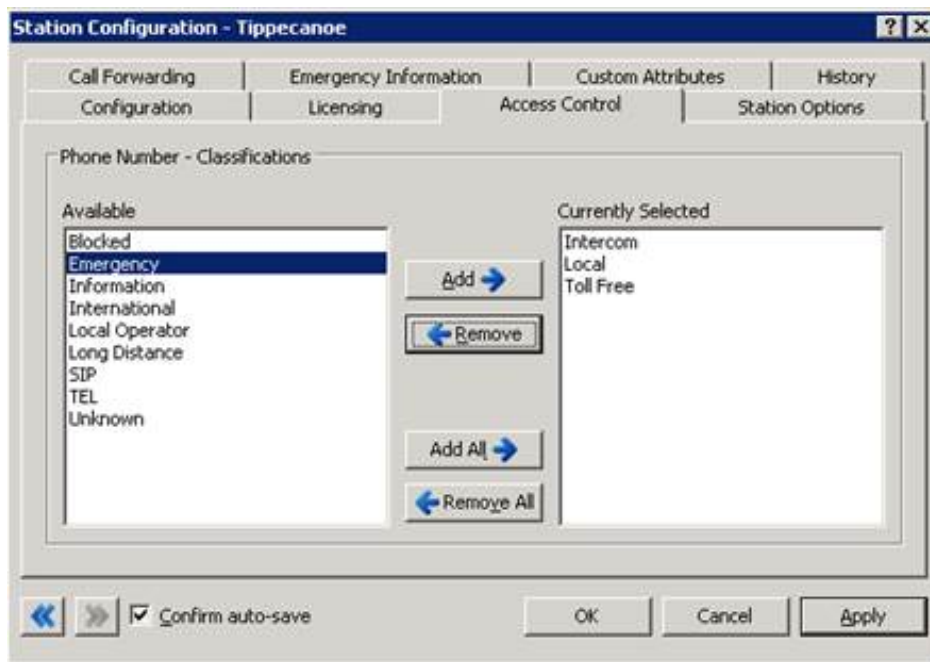 Station Configuration - Tippecanoe
?
Call Forwarding
Emergency Information
Custom Attributes
History
Configuration
Licensing
Access Control
Station Options
Phone Number - Classifications
Available
Blocked
Emergency
Information
International
Local Operator
Long Distance
SIP
TEL
Unknown
Add
Remove
Add All
Remove All
Currently Selected
Intercom
Local
Toll Free
Confirm auto-save
OK
Cancel
Apply